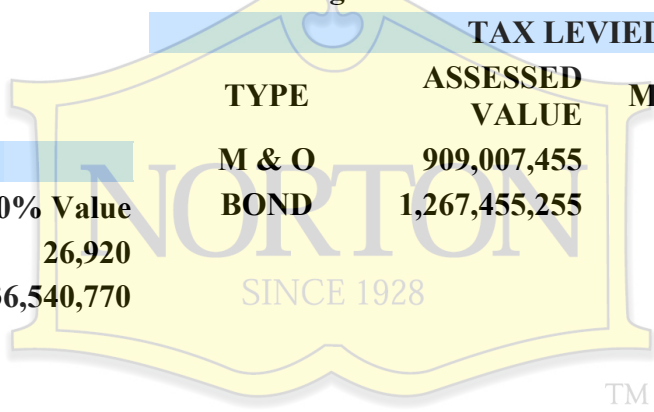 TAX LEVIED
TYPE ASSESSED VALUE
M & O 909,007,455
0% Value BOND 1,267,455,255
26,920
6,540,770
NORTON
SINCE 1928
TM